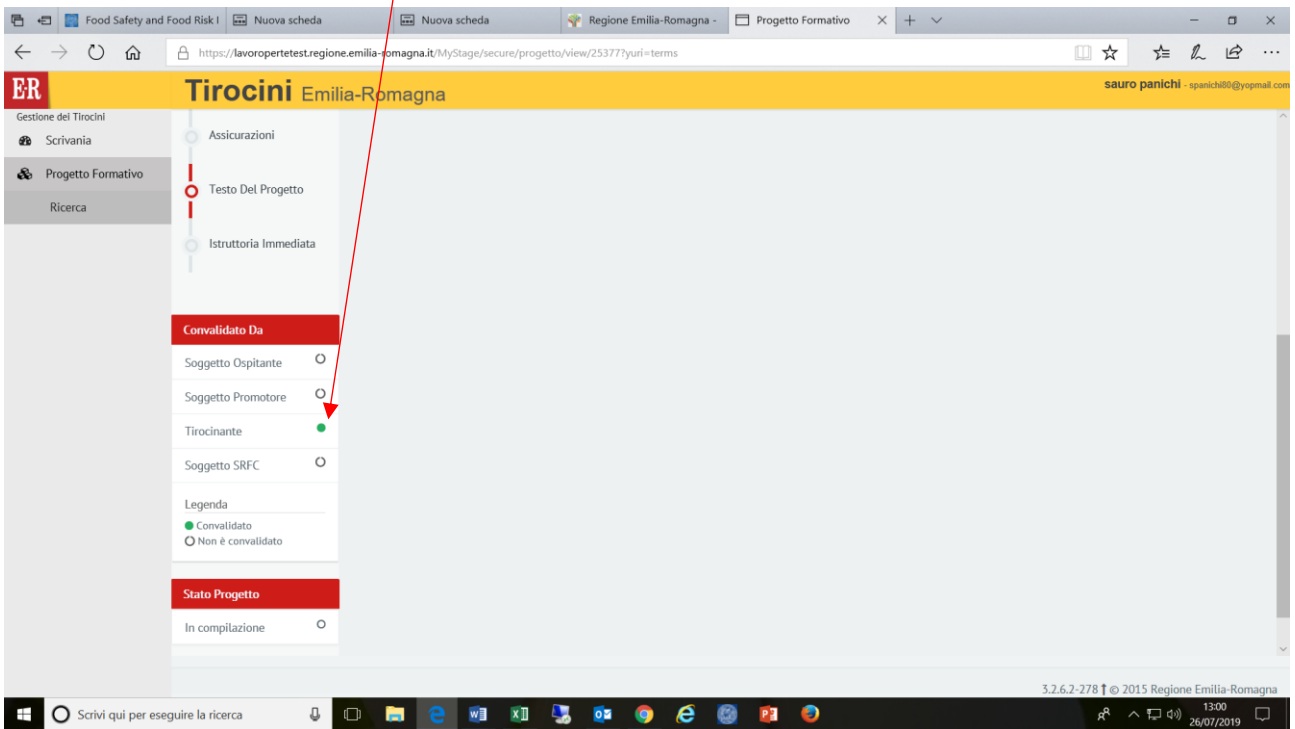 Food Safety and Food Risk I
Nuova scheda
Nuova scheda
Regione Emilia-Romagna -
Progetto Formativo
https://lavoropertetest.regione.emilia-romagna.it/MyStage/secure/progetto/view/25377?yuri=terms
E-R
Tirocini Emilia-Romagna
sauro panichi - spanichi80@yopmail.com
Gestione dei Tirocini
Scrivania
Progetto Formativo
Ricerca
Assicurazioni
Testo Del Progetto
Istruttoria Immediata
Convalidato Da
Soggetto Ospitante
Soggetto Promotore
Tirocinante
Soggetto SRFC
Legenda
Convalidato
Non è convalidato
Stato Progetto
In compilazione
3.2.6.2-278 © 2015 Regione Emilia-Romagna
Scrivi qui per eseguire la ricerca
13:00
26/07/2019